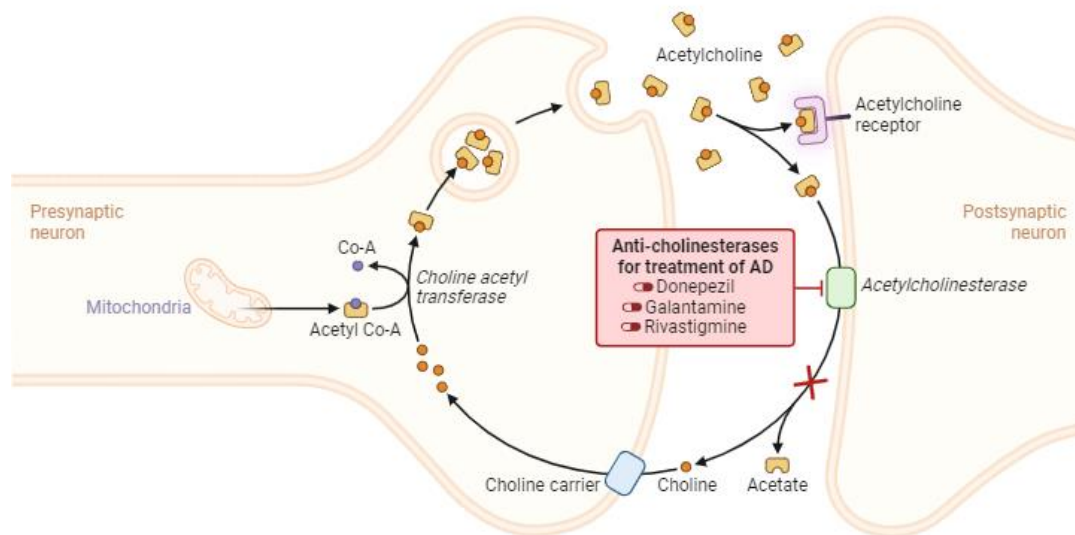 Acetylcholine
Acetylcholine
receptor
Presynaptic
neuron
Postsynaptic
neuron
Co-A
Choline acetyl
transferase
Mitochondria
Acetyl Co-A
Anti-cholinesterases
for treatment of AD
Donepezil
Galantamine
Rivastigmine
Acetylcholinesterase
Choline carrier
Choline
Acetate